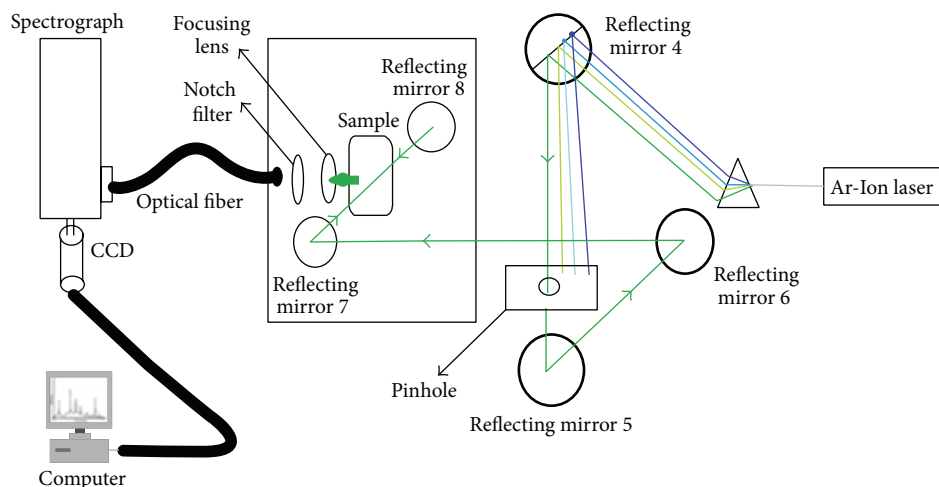 Spectrograph
Focusing
lens
Notch
filter
Reflecting
mirror 8
Sample
Reflecting
mirror 4
Optical fiber
Ar-Ion laser
CCD
Reflecting
mirror 7
Reflecting
mirror 6
Pinhole
Reflecting mirror 5
Computer